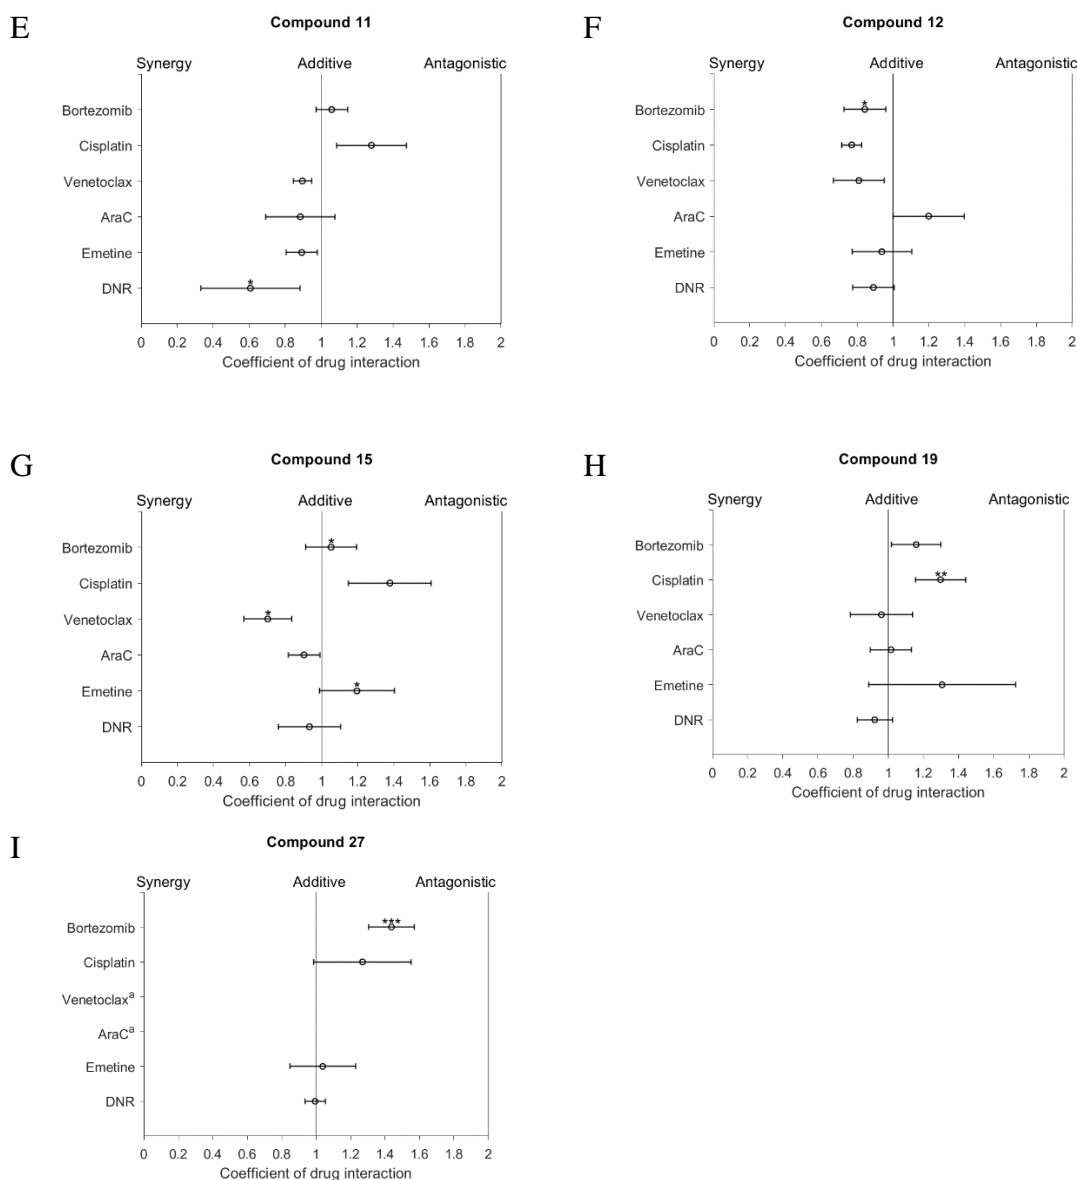 E
Compound 11
Synergy Additive Antagonistic
Bortezomib
*
Cisplatin
Venetoclax
AraC
Emetine
*
DNR
0 0.2 0.4 0.6 0.8 1 1.2 1.4 1.6 1.8 2
Coefficient of drug interaction
F
Compound 12
Synergy Additive Antagonistic
*
Bortezomib
Cisplatin
Venetoclax
AraC
Emetine
DNR
0 0.2 0.4 0.6 0.8 1 1.2 1.4 1.6 1.8 2
Coefficient of drug interaction
G
Compound 15
Synergy Additive Antagonistic
*
Bortezomib
Cisplatin
*
Venetoclax
AraC
*
Emetine
DNR
0 0.2 0.4 0.6 0.8 1 1.2 1.4 1.6 1.8 2
Coefficient of drug interaction
H
Compound 19
Synergy Additive Antagonistic
Bortezomib
**
Cisplatin
Venetoclax
AraC
Emetine
DNR
0 0.2 0.4 0.6 0.8 1 1.2 1.4 1.6 1.8 2
Coefficient of drug interaction
I
Compound 27
Synergy Additive Antagonistic
***
Bortezomib
Cisplatin
Venetoclaxᵃ
AraCᵃ
Emetine
DNR
0 0.2 0.4 0.6 0.8 1 1.2 1.4 1.6 1.8 2
Coefficient of drug interaction